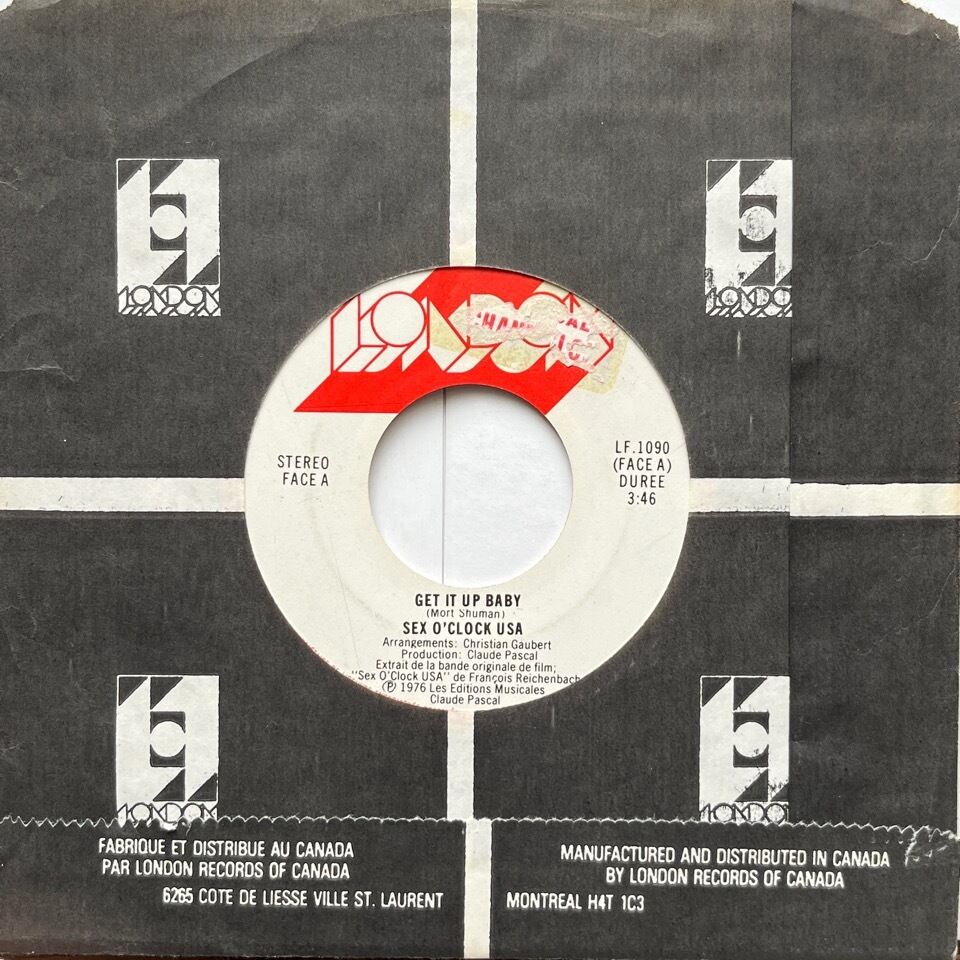 LONDON
LONDON
LONDON
STEREO
FACE A
LF.1090
(FACE A)
DUREE
3:46
GET IT UP BABY
(Mort Shuman)
SEX O'CLOCK USA
Arrangements: Christian Gaubert
Production: Claude Pascal
Extrait de la bande originale de film;
"Sex O'Clock USA" de François Reichenbach
℗ 1976 Les Editions Musicales
Claude Pascal
LONDON
LONDON
FABRIQUE ET DISTRIBUE AU CANADA
PAR LONDON RECORDS OF CANADA
6265 COTE DE LIESSE VILLE ST. LAURENT
MANUFACTURED AND DISTRIBUTED IN CANADA
BY LONDON RECORDS OF CANADA
MONTREAL H4T 1C3